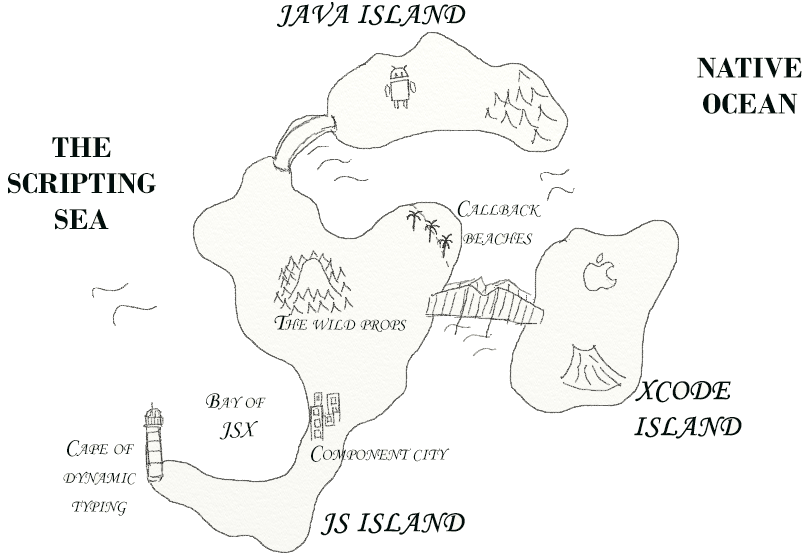 JAVA ISLAND
NATIVE
OCEAN
THE
SCRIPTING
SEA
CALLBACK
BEACHES
THE WILD PROPS
XCODE
ISLAND
BAY OF
JSX
CAPE OF
DYNAMIC
TYPING
COMPONENT CITY
JS ISLAND